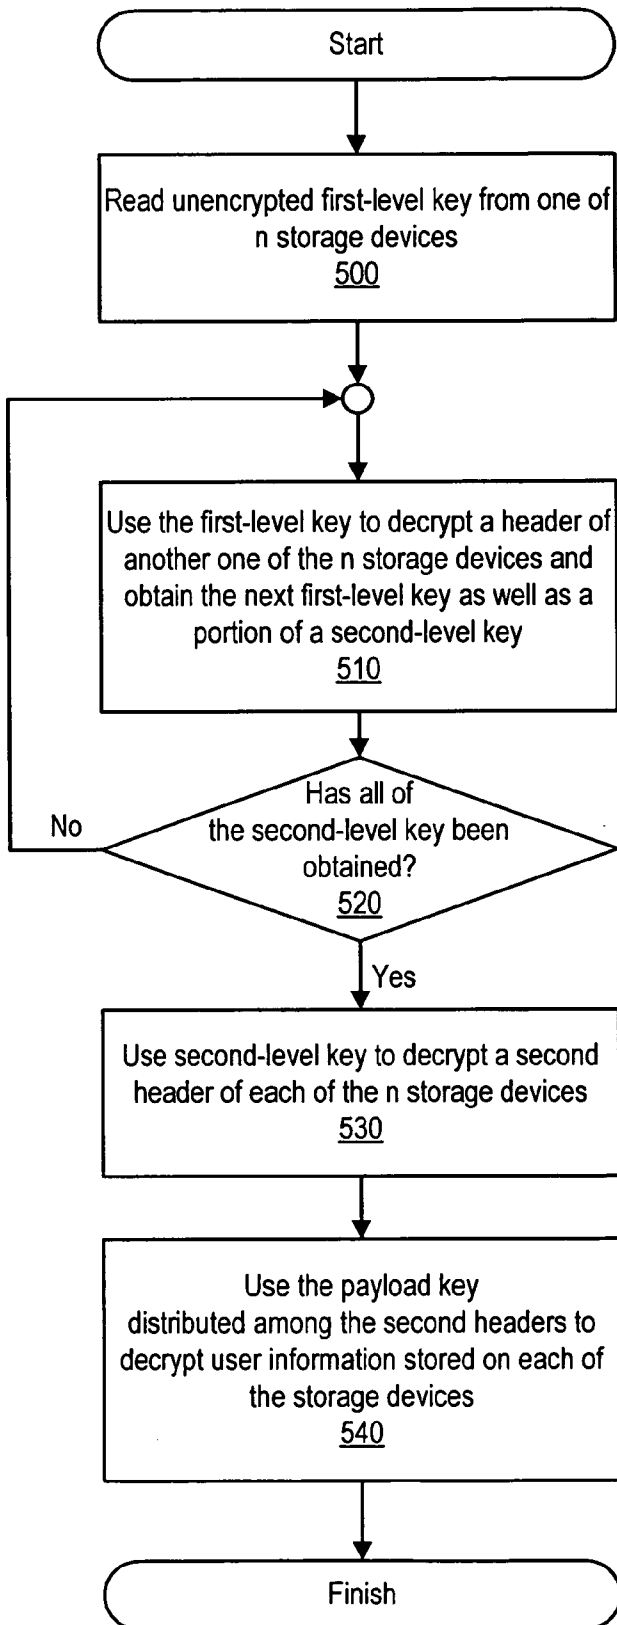 Start
Read unencrypted first-level key from one of
n storage devices
500
Use the first-level key to decrypt a header of
another one of the n storage devices and
obtain the next first-level key as well as a
portion of a second-level key
510
Has all of
the second-level key been
obtained?
520
No
Yes
Use second-level key to decrypt a second
header of each of the n storage devices
530
Use the payload key
distributed among the second headers to
decrypt user information stored on each of
the storage devices
540
Finish